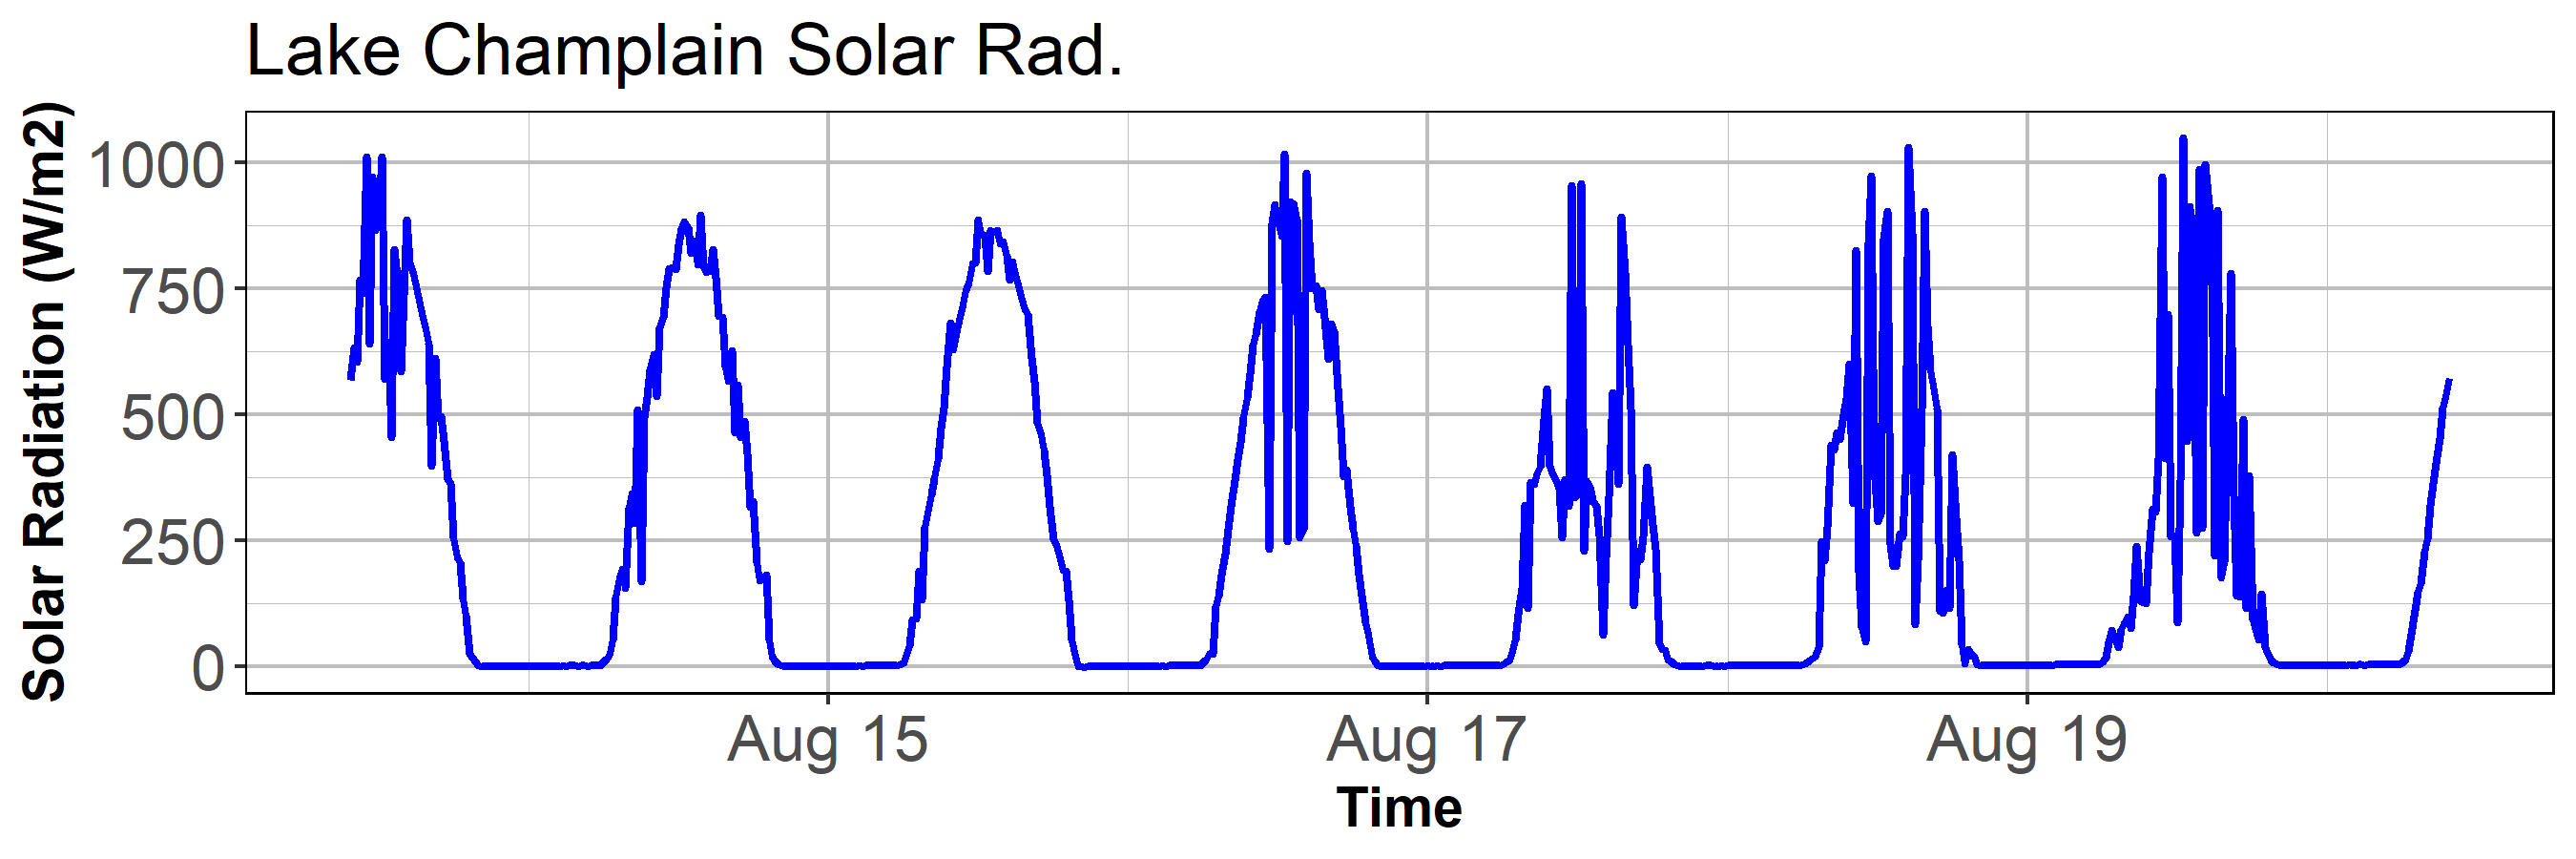 Lake Champlain Solar Rad.
Solar Radiation (W/m2)
1000
750
500
250
0
Aug 15 Aug 17 Aug 19
Time